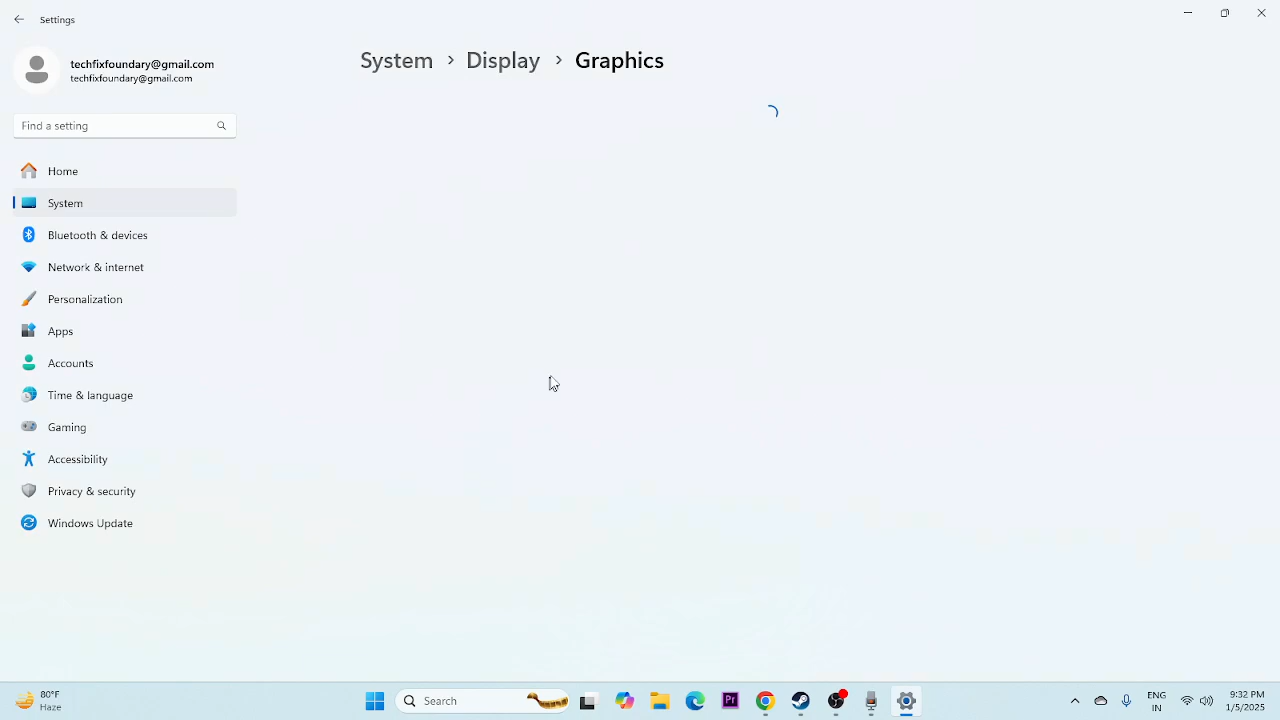 Settings
techfixfoundary@gmail.com
techfixfoundary@gmail.com
System > Display > Graphics
Find a setting
Home
System
Bluetooth & devices
Network & internet
Personalization
Apps
Accounts
Time & language
Gaming
Accessibility
Privacy & security
Windows Update
80°F
Haze
Search
Pr
ENG
IN
9:32 PM
1/5/2025